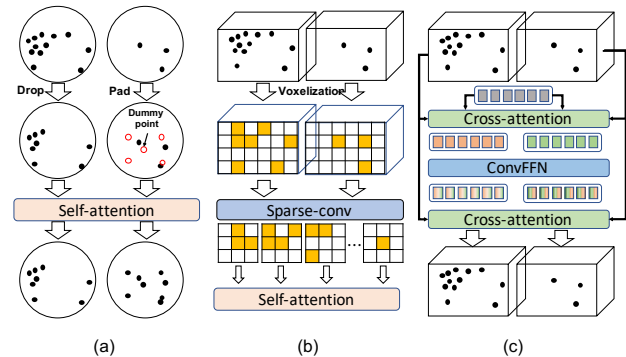 Drop
Pad
Dummy
point
Self-attention
(a)
Voxelization
Sparse-conv
...
Self-attention
(b)
Cross-attention
ConvFFN
Cross-attention
(c)